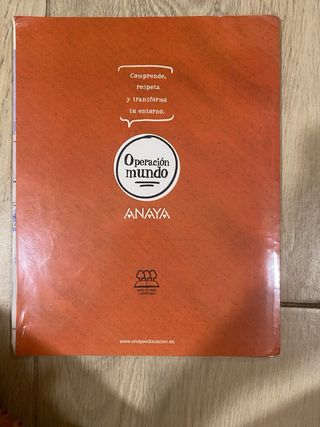 Comprende,
respeta
y transforma
tu entorno.
Operación
mundo
ANAYA
www.anayaeducacion.es